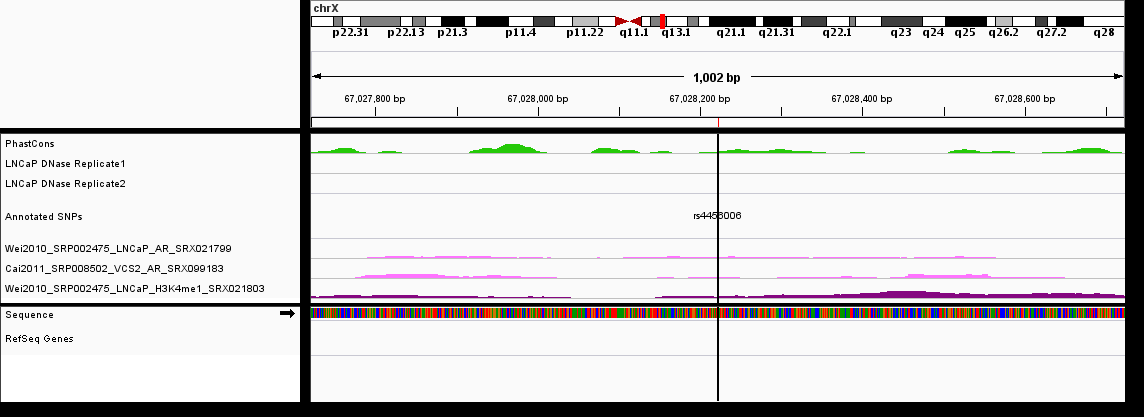 chrX
p22.31 p22.13 p21.3 p11.4 p11.22 q11.1 q13.1 q21.1 q21.31 q22.1 q23 q24 q25 q26.2 q27.2 q28
1,002 bp
67,027,800 bp 67,028,000 bp 67,028,200 bp 67,028,400 bp 67,028,600 bp
PhastCons
LNCaP DNase Replicate1
LNCaP DNase Replicate2
Annotated SNPs
Wei2010_SRP002475_LNCaP_AR_SRX021799
Cai2011_SRP008502_VCS2_AR_SRX099183
Wei2010_SRP002475_LNCaP_H3K4me1_SRX021803
Sequence
RefSeq Genes